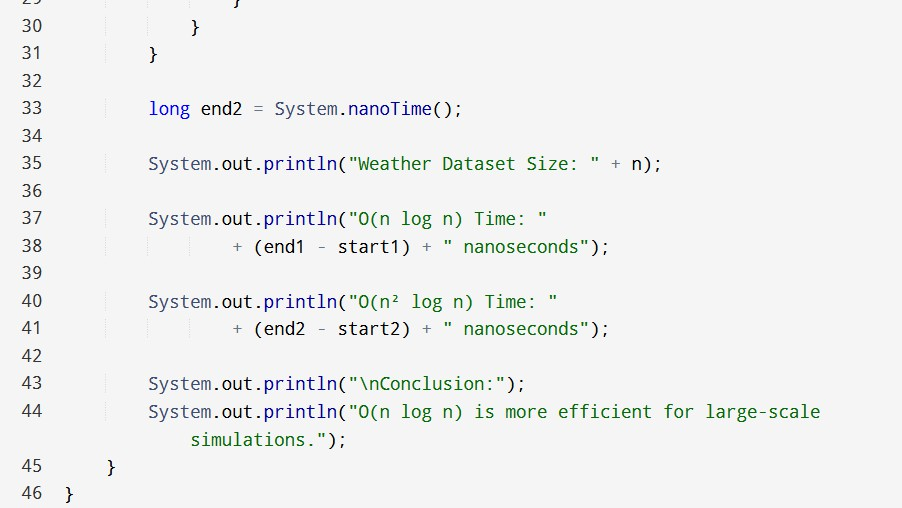 29 }
30 }
31 }
32
33 long end2 = System.nanoTime();
34
35 System.out.println("Weather Dataset Size: " + n);
36
37 System.out.println("O(n log n) Time: "
38 + (end1 - start1) + " nanoseconds");
39
40 System.out.println("O(n² log n) Time: "
41 + (end2 - start2) + " nanoseconds");
42
43 System.out.println("\nConclusion:");
44 System.out.println("O(n log n) is more efficient for large-scale
simulations.");
45 }
46 }